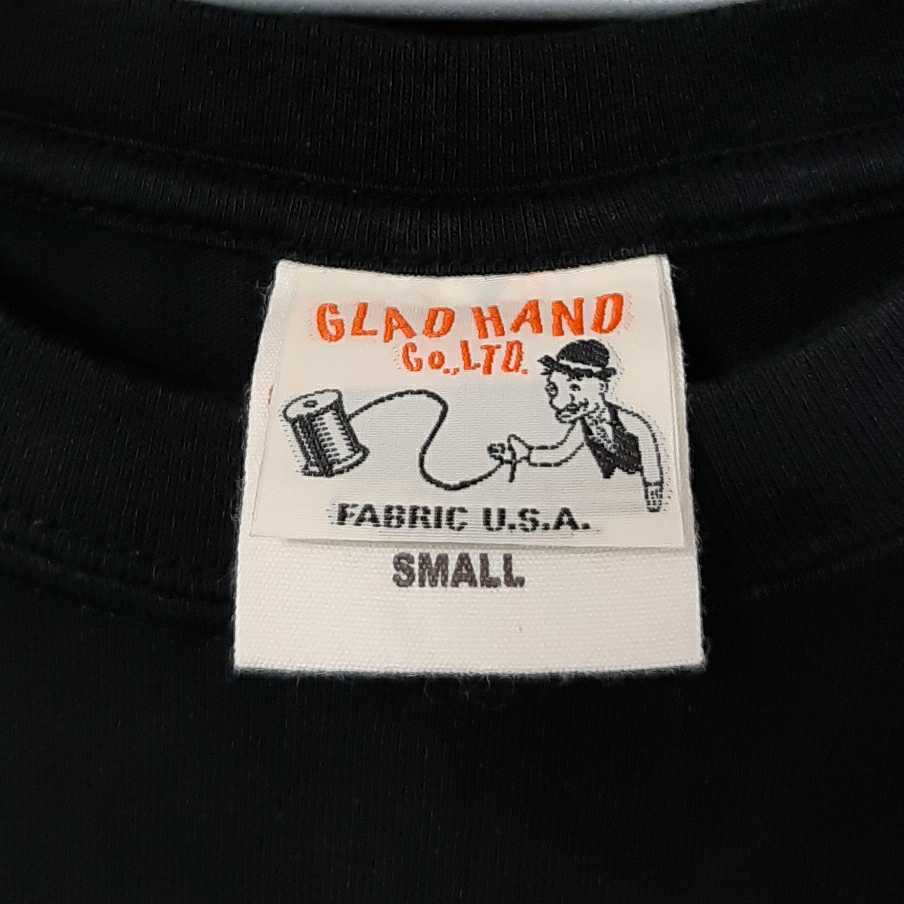 GLAD HAND
Co.,LTD.
FABRIC U.S.A.
SMALL